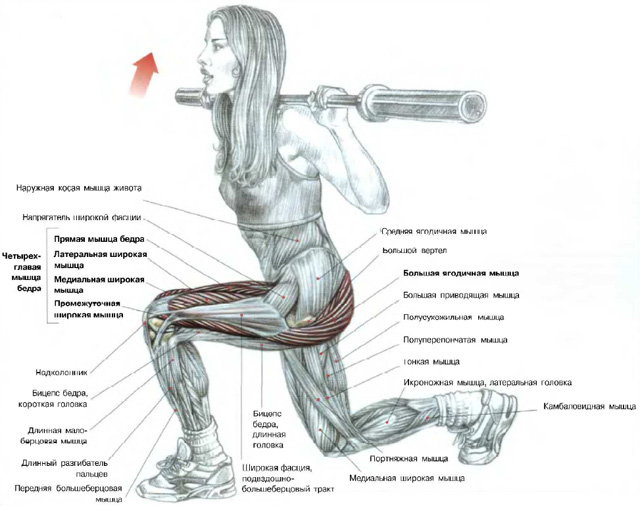 Наружная косая мышца живота
Напрягатель широкой фасции
Четырех-
главая
мышца
бедра
Прямая мышца бедра
Латеральная широкая
мышца
Медиальная широкая
мышца
Промежуточная
широкая мышца
Надколенник
Бицепс бедра,
короткая головка
Длинная мало-
берцовая мышца
Длинный разгибатель
пальцев
Передняя большеберцовая
мышца
Бицепс
бедра,
длинная
головка
Широкая фасция,
подвздошно-
большеберцовый тракт
Средняя ягодичная мышца
Большой вертел
Большая ягодичная мышца
Большая приводящая мышца
Полусухожильная мышца
Полуперепончатая мышца
Тонкая мышца
Икроножная мышца, латеральная головка
Камбаловидная мышца
Портняжная мышца
Медиальная широкая мышца